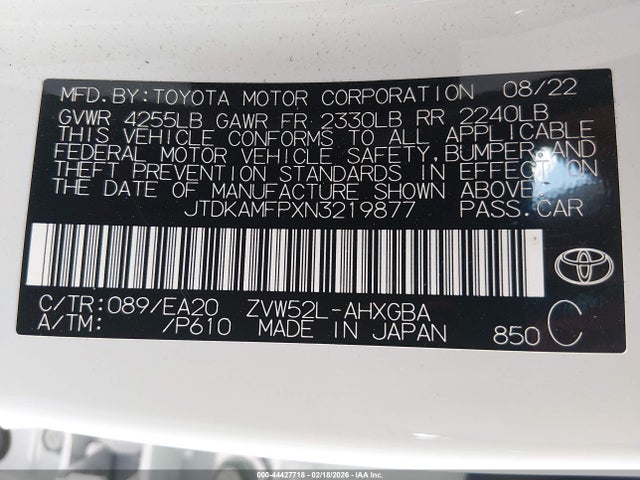 MFD.BY:TOYOTA MOTOR CORPORATION 08/22
GVWR 4255LB GAWR FR 2330LB RR 2240LB
THIS VEHICLE CONFORMS TO ALL APPLICABLE
FEDERAL MOTOR VEHICLE SAFETY,BUMPER,AND
THEFT PREVENTION STANDARDS IN EFFECT ON
THE DATE OF MANUFACTURE SHOWN ABOVE.
JTDKAMFPXN3219877 PASS.CAR
C/TR:089/EA20 ZVW52L-AHXGBA
A/TM: /P610 MADE IN JAPAN 850 C
000-44427718 - 02/18/2026 - IAA Inc.